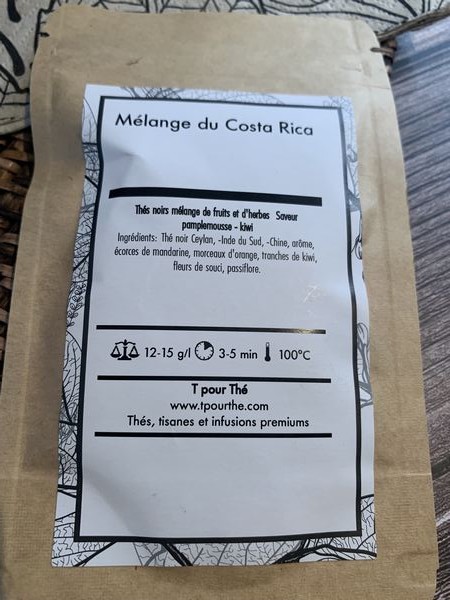 Mélange du Costa Rica
Thés noirs mélange de fruits et d'herbes Saveur
pamplemousse - kiwi
Ingrédients: Thé noir Ceylan, -Inde du Sud, -Chine, arôme,
écorces de mandarine, morceaux d'orange, tranches de kiwi,
fleurs de souci, passiflore.
12-15 g/l 3-5 min 100°C
T pour Thé
www.tpourthe.com
Thés, tisanes et infusions premiums